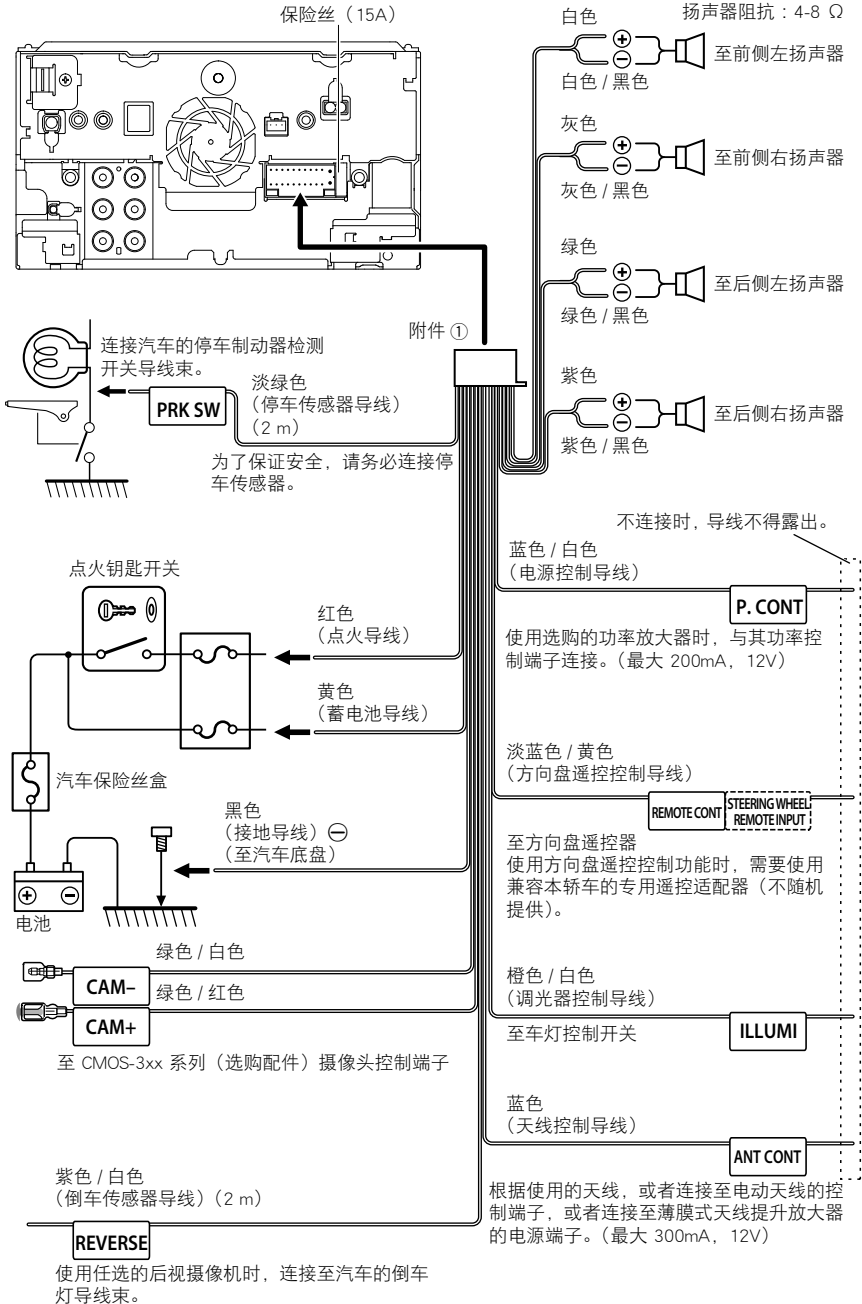 保险丝（15A）
扬声器阻抗：4-8 Ω
白色
至前侧左扬声器
白色 / 黑色
灰色
至前侧右扬声器
灰色 / 黑色
绿色
至后侧左扬声器
绿色 / 黑色
紫色
至后侧右扬声器
紫色 / 黑色
附件 ①
连接汽车的停车制动器检测
开关导线束。
淡绿色
（停车传感器导线）
（2 m）
PRK SW
为了保证安全，请务必连接停
车传感器。
不连接时，导线不得露出。
蓝色 / 白色
（电源控制导线）
P. CONT
使用选购的功率放大器时，与其功率控
制端子连接。（最大 200mA，12V）
点火钥匙开关
红色
（点火导线）
黄色
（蓄电池导线）
汽车保险丝盒
黑色
（接地导线）⊖
（至汽车底盘）
电池
淡蓝色 / 黄色
（方向盘遥控控制导线）
REMOTE CONT
STEERING WHEEL
REMOTE INPUT
至方向盘遥控器
使用方向盘遥控控制功能时，需要使用
兼容本轿车的专用遥控适配器（不随机
提供）。
绿色 / 白色
CAM–
绿色 / 红色
CAM+
至 CMOS-3xx 系列（选购配件）摄像头控制端子
橙色 / 白色
（调光器控制导线）
至车灯控制开关
ILLUMI
蓝色
（天线控制导线）
ANT CONT
根据使用的天线，或者连接至电动天线的控
制端子，或者连接至薄膜式天线提升放大器
的电源端子。（最大 300mA，12V）
紫色 / 白色
（倒车传感器导线）（2 m）
REVERSE
使用任选的后视摄像机时，连接至汽车的倒车
灯导线束。